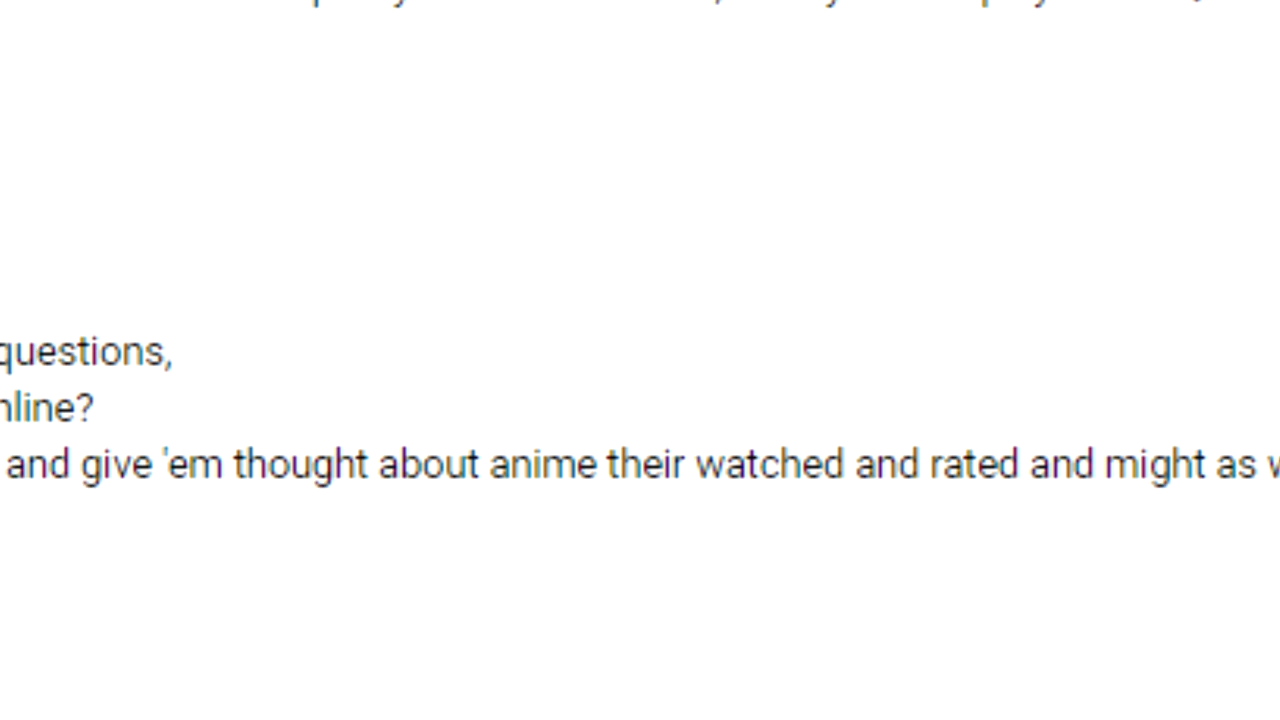 questions,
nline?
and give 'em thought about anime their watched and rated and might as